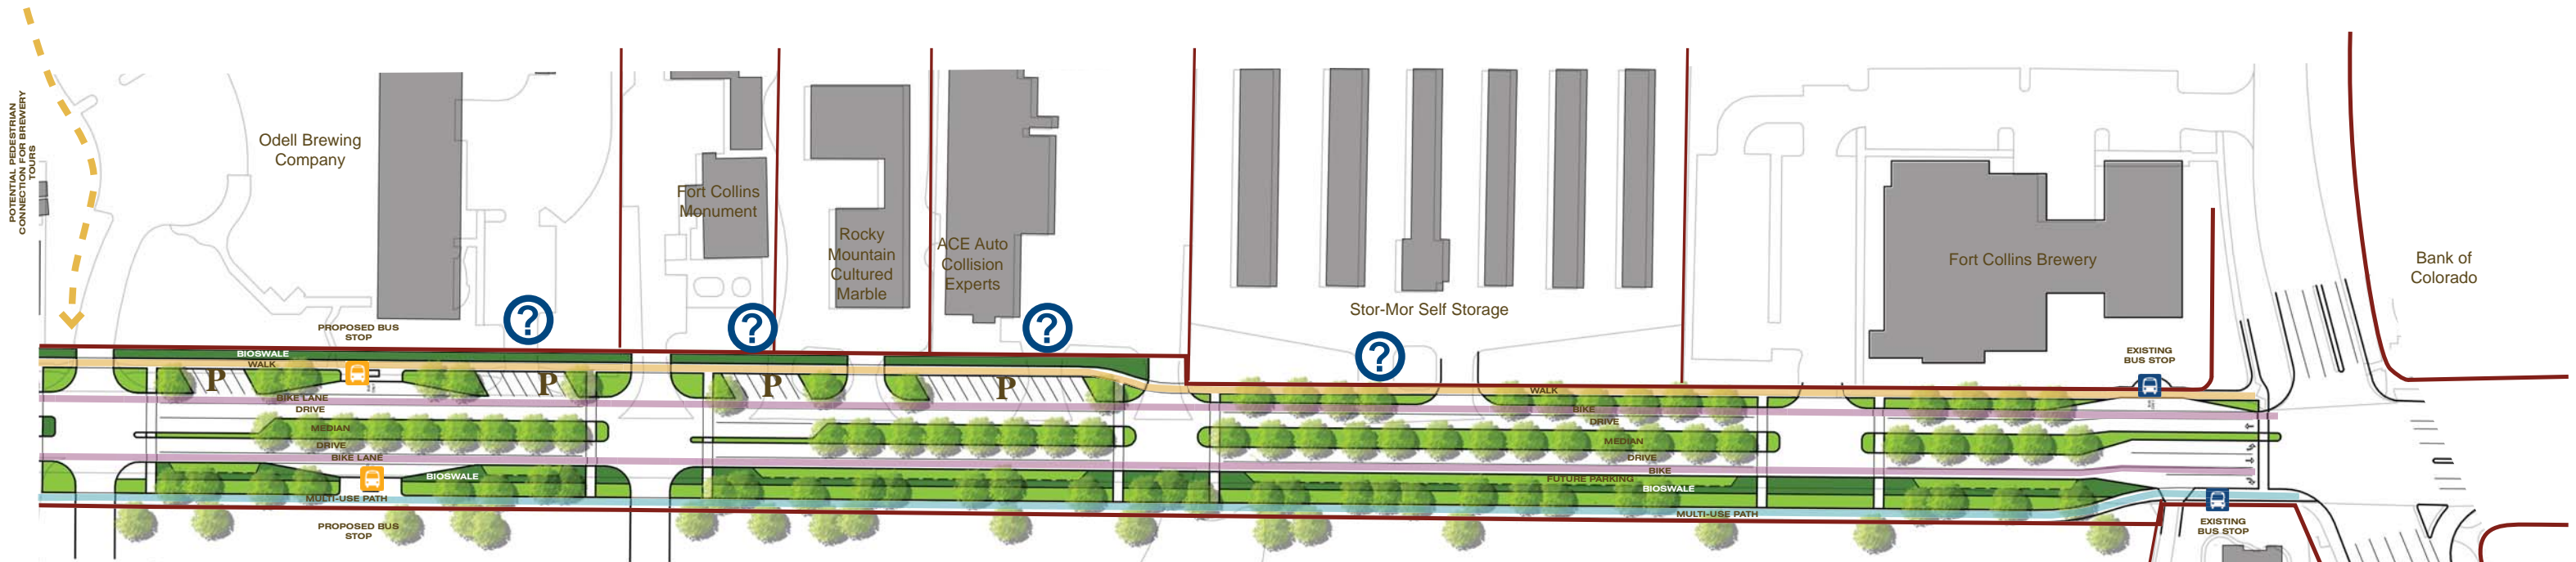 POTENTIAL PEDESTRIAN
CONNECTION FOR BREWERY
TOURS
Odell Brewing
Company
Fort Collins
Monument
Rocky
Mountain
Cultured
Marble
ACE Auto
Collision
Experts
Stor-Mor Self Storage
Fort Collins Brewery
Bank of
Colorado
?
?
?
?
PROPOSED BUS
STOP
EXISTING
BUS STOP
BIOSWALE
WALK
P
P
P
P
WALK
BIKE LANE
DRIVE
MEDIAN
DRIVE
BIKE LANE
BIKE
DRIVE
MEDIAN
DRIVE
BIKE
BIOSWALE
FUTURE PARKING
BIOSWALE
MULTI-USE PATH
MULTI-USE PATH
PROPOSED BUS
STOP
EXISTING
BUS STOP